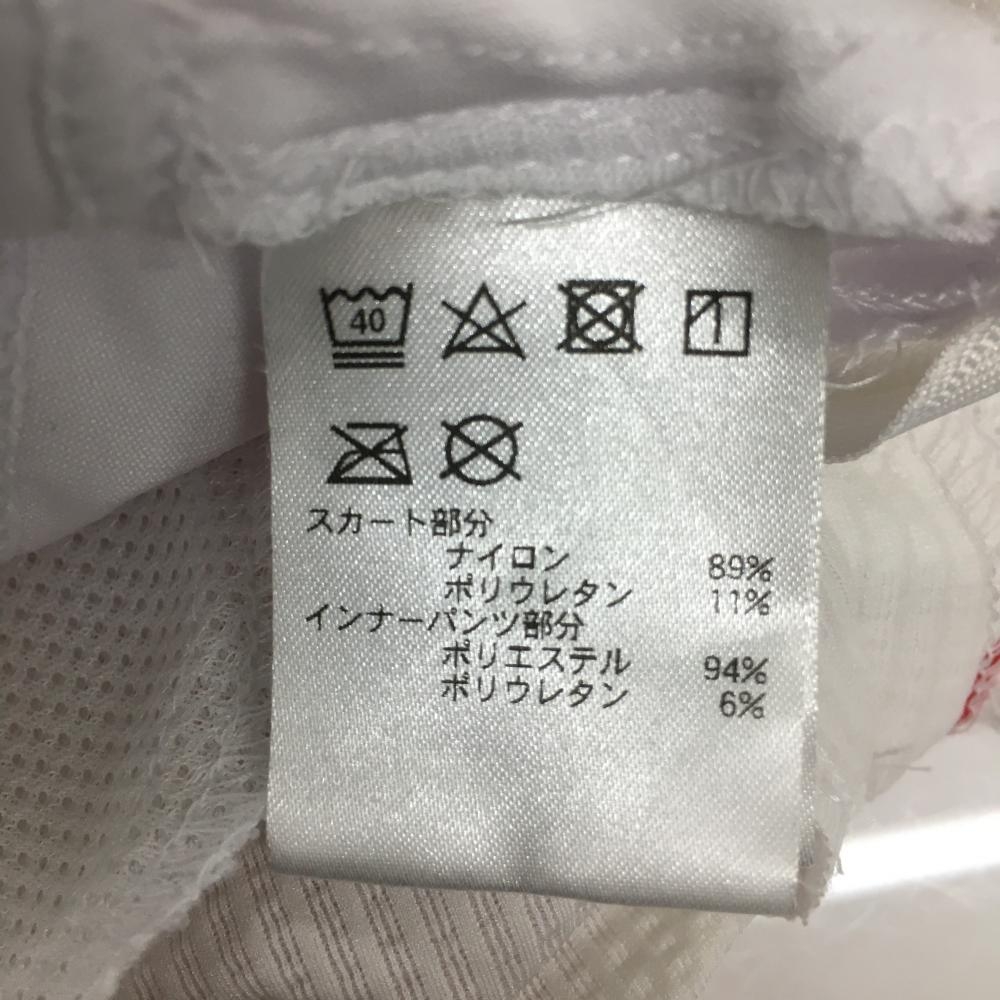 40
スカート部分
ナイロン 89%
ポリウレタン 11%
インナーパンツ部分
ポリエステル 94%
ポリウレタン 6%